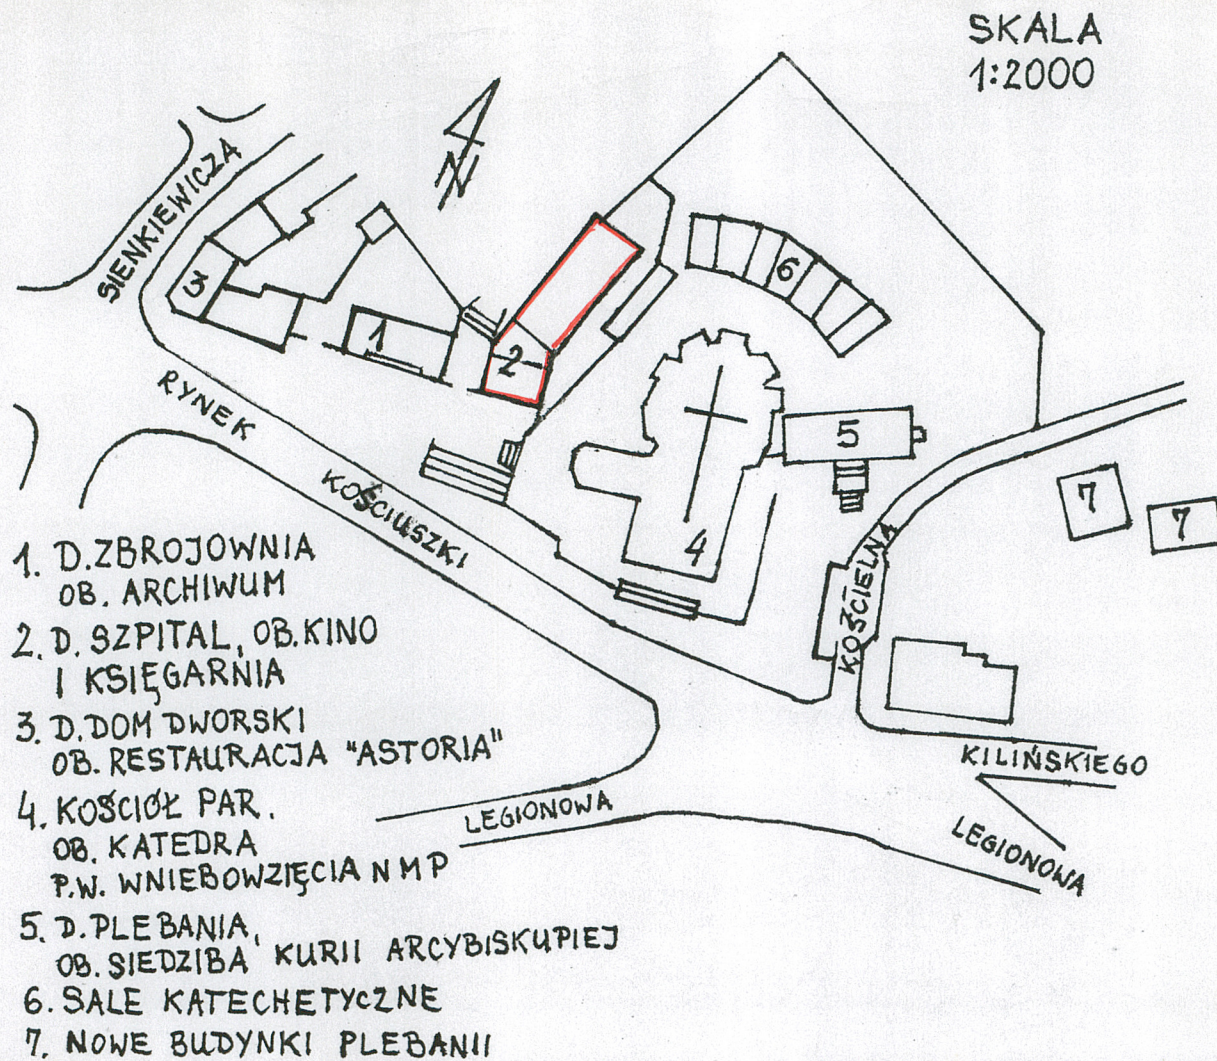 SKALA
1:2000
N
SIENKIEWICZA
3
1
2
6
RYNEK
KOŚCIUSZKI
5
4
7
7
KOŚCIELNA
KILIŃSKIEGO
LEGIONOWA
LEGIONOWA
1. D. ZBROJOWNIA
OB. ARCHIWUM
2. D. SZPITAL, OB. KINO
I KSIĘGARNIA
3. D. DOM DWORSKI
OB. RESTAURACJA "ASTORIA"
4. KOŚCIÓŁ PAR.
OB. KATEDRA
P.W. WNIEBOWZIĘCIA NMP
5. D. PLEBANIA,
OB. SIEDZIBA KURII ARCYBISKUPIEJ
6. SALE KATECHETYCZNE
7. NOWE BUDYNKI PLEBANII